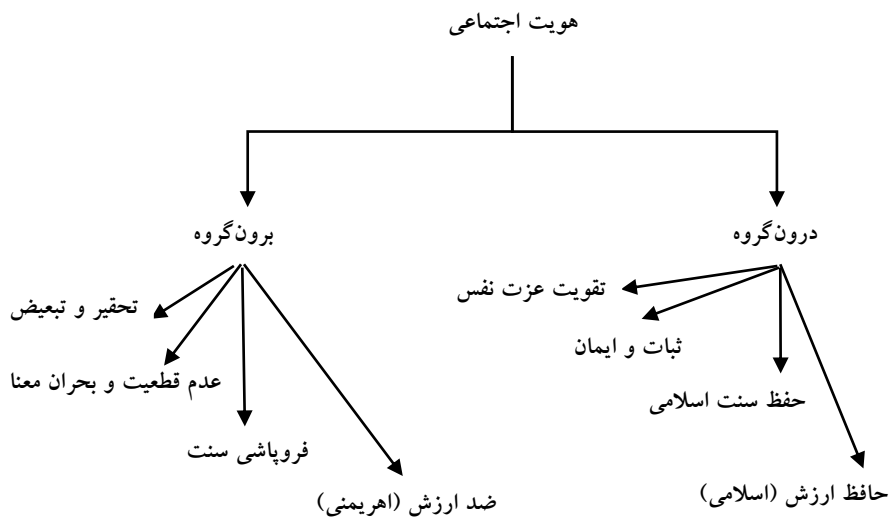 هویت اجتماعی
درون‌گروه
برون‌گروه
تقویت عزت نفس
ثبات و ایمان
حفظ سنت اسلامی
حافظ ارزش (اسلامی)
تحقیر و تبعیض
عدم قطعیت و بحران معنا
فروپاشی سنت
ضد ارزش (اهریمنی)